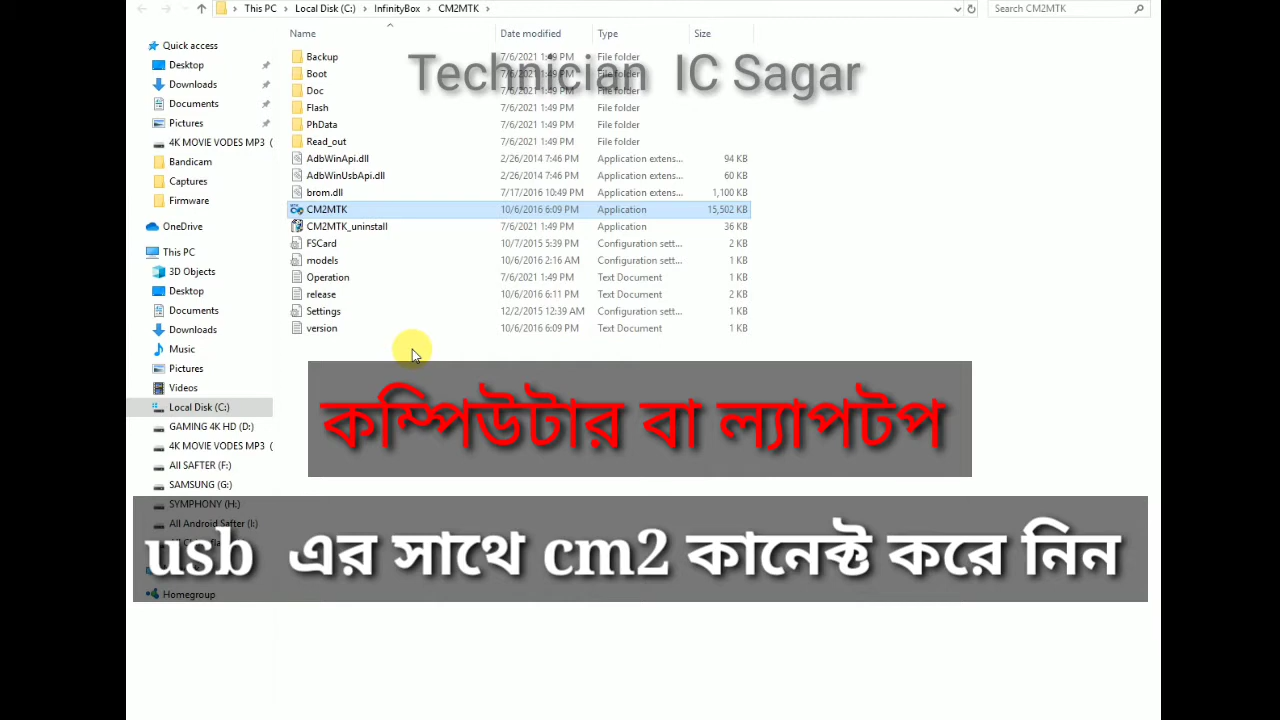 This PC > Local Disk (C:) > InfinityBox > CM2MTK >
Search CM2MTK
Name Date modified Type Size
Technician IC Sagar
Quick access
Desktop
Downloads
Documents
Pictures
4K MOVIE VODES MP3 (
Bandicam
Captures
Firmware
OneDrive
This PC
3D Objects
Desktop
Documents
Downloads
Music
Pictures
Videos
Local Disk (C:)
GAMING 4K HD (D:)
4K MOVIE VODES MP3 (
All SAFTER (F:)
SAMSUNG (G:)
SYMPHONY (H:)
All Android Safter (I:)
Homegroup
Backup 7/6/2021 1:49 PM File folder
Boot 7/6/2021 1:49 PM File folder
Doc 7/6/2021 1:49 PM File folder
Flash 7/6/2021 1:49 PM File folder
PhData 7/6/2021 1:49 PM File folder
Read_out 7/6/2021 1:49 PM File folder
AdbWinApi.dll 2/26/2014 7:46 PM Application extens... 94 KB
AdbWinUsbApi.dll 2/26/2014 7:46 PM Application extens... 60 KB
brom.dll 7/17/2016 10:49 PM Application extens... 1,100 KB
CM2MTK 10/6/2016 6:09 PM Application 15,502 KB
CM2MTK_uninstall 7/6/2021 1:49 PM Application 36 KB
FSCard 10/7/2015 5:39 PM Configuration sett... 2 KB
models 10/6/2016 2:16 AM Configuration sett... 1 KB
Operation 7/6/2021 1:49 PM Text Document 1 KB
release 10/6/2016 6:11 PM Text Document 2 KB
Settings 12/2/2015 12:39 AM Configuration sett... 1 KB
version 10/6/2016 6:09 PM Text Document 1 KB
কম্পিউটার বা ল্যাপটপ
usb এর সাথে cm2 কানেক্ট করে নিন